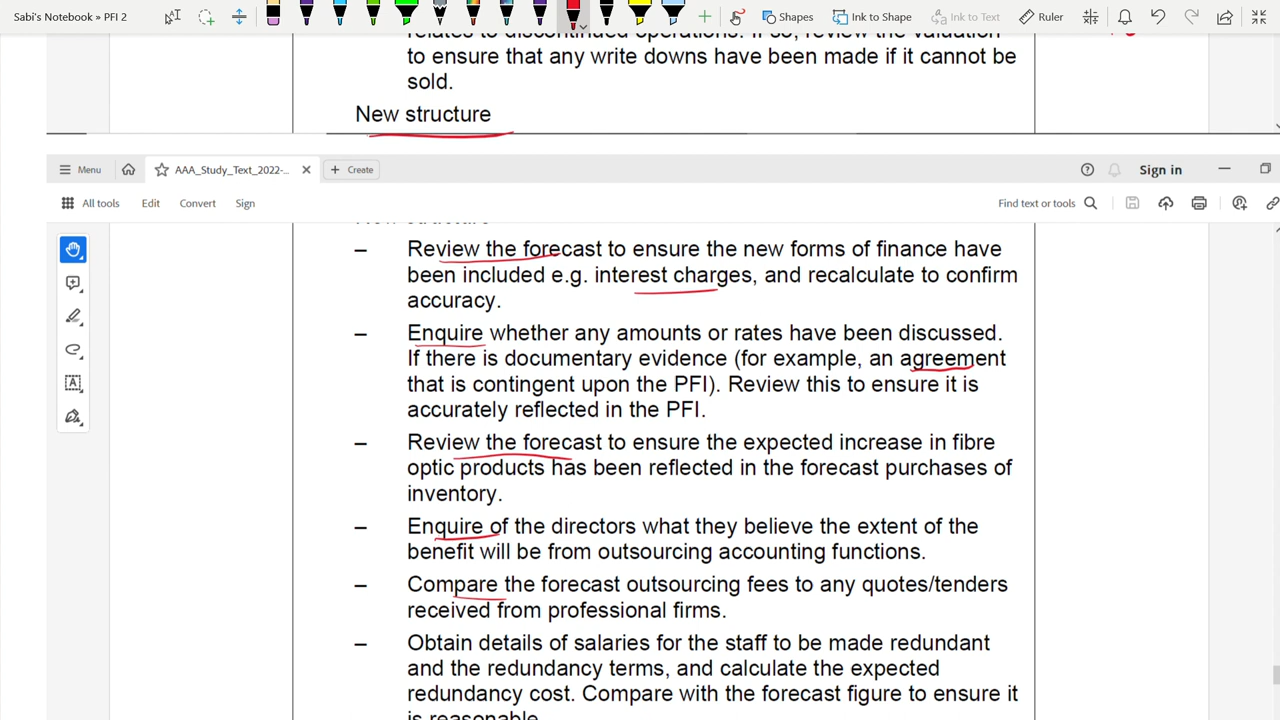 Sabi's Notebook » PFI 2
Shapes
Ink to Shape
Ink to Text
Ruler
to ensure that any write downs have been made if it cannot be
sold.
New structure
Menu
AAA_Study_Text_2022-...
Create
Sign in
All tools
Edit
Convert
Sign
Find text or tools
– Review the forecast to ensure the new forms of finance have
been included e.g. interest charges, and recalculate to confirm
accuracy.
– Enquire whether any amounts or rates have been discussed.
If there is documentary evidence (for example, an agreement
that is contingent upon the PFI). Review this to ensure it is
accurately reflected in the PFI.
– Review the forecast to ensure the expected increase in fibre
optic products has been reflected in the forecast purchases of
inventory.
– Enquire of the directors what they believe the extent of the
benefit will be from outsourcing accounting functions.
– Compare the forecast outsourcing fees to any quotes/tenders
received from professional firms.
– Obtain details of salaries for the staff to be made redundant
and the redundancy terms, and calculate the expected
redundancy cost. Compare with the forecast figure to ensure it
is reasonable.